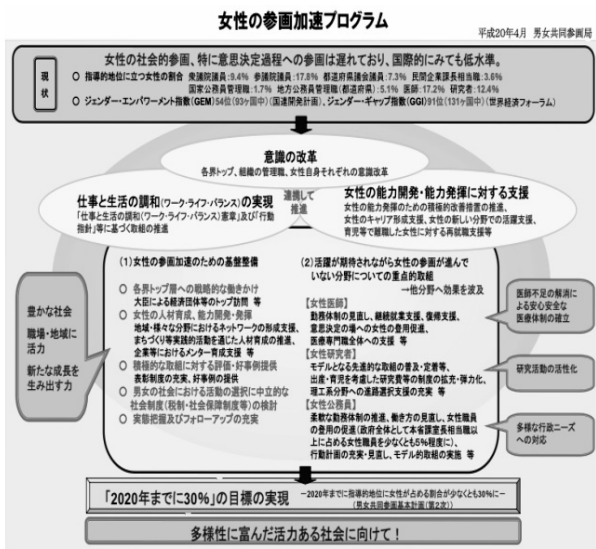 女性の参画加速プログラム
平成20年4月 男女共同参画局
現状
女性の社会的参画、特に意思決定過程への参画は遅れており、国際的にみても低水準。
○ 指導的地位に立つ女性の割合 衆議院議員:9.4% 参議院議員:17.8% 都道府県議会議員:7.3% 民間企業課長相当職:3.6%
国家公務員管理職:1.7% 地方公務員管理職(都道府県):5.1% 医師:17.2% 研究者:12.4%
○ ジェンダー・エンパワーメント指数(GEM)54位(93ヶ国中)(国連開発計画)、ジェンダー・ギャップ指数(GGI)91位(131ヶ国中)(世界経済フォーラム)
意識の改革
各界トップ、組織の管理職、女性自身それぞれの意識改革
仕事と生活の調和(ワーク・ライフ・バランス)の実現
「仕事と生活の調和(ワーク・ライフ・バランス)憲章」及び「行動
指針」等に基づく取組の推進
連携して
推進
女性の能力開発・能力発揮に対する支援
女性の能力発揮のための積極的改善措置の推進、
女性のキャリア形成支援、女性の新しい分野での活躍支援、
育児等で離職した女性に対する再就職支援等
(1)女性の参画加速のための基盤整備
○ 各界トップ層への戦略的な働きかけ
大臣による経済団体等のトップ訪問 等
○ 女性の人材育成、能力開発・発揮
地域・様々な分野におけるネットワークの形成支援、
まちづくり等実践的活動を通じた人材育成の推進、
企業等におけるメンター育成支援 等
○ 積極的な取組に対する評価・好事例提供
表彰制度の充実、好事例の提供
○ 男女の社会における活動の選択に中立的な
社会制度(税制・社会保障制度等)の検討
○ 実態把握及びフォローアップの充実
(2)活躍が期待されながら女性の参画が進んで
いない分野についての重点的取組
→他分野へ効果を波及
【女性医師】
勤務体制の見直し、継続就業支援、復帰支援、
意思決定の場への女性の登用促進、
医療専門職全体への支援 等
【女性研究者】
モデルとなる先進的な取組の普及・定着等、
出産・育児を考慮した研究費等の制度の拡充・弾力化、
理工系分野への進路選択支援の充実 等
【女性公務員】
柔軟な勤務体制の推進、働き方の見直し、女性職員
の登用の促進(政府全体として本省課室長相当職以
上に占める女性職員を少なくとも5%程度に)、
行動計画の充実・見直し、モデル的取組の実施 等
豊かな社会
職場・地域に
活力
新たな成長を
生み出す力
医師不足の解消に
よる安心安全な
医療体制の確立
研究活動の活性化
多様な行政ニーズ
への対応
「2020年までに30%」の目標の実現
−2020年までに指導的地位に女性が占める割合が少なくとも30%に−
(男女共同参画基本計画(第2次))
多様性に富んだ活力ある社会に向けて!